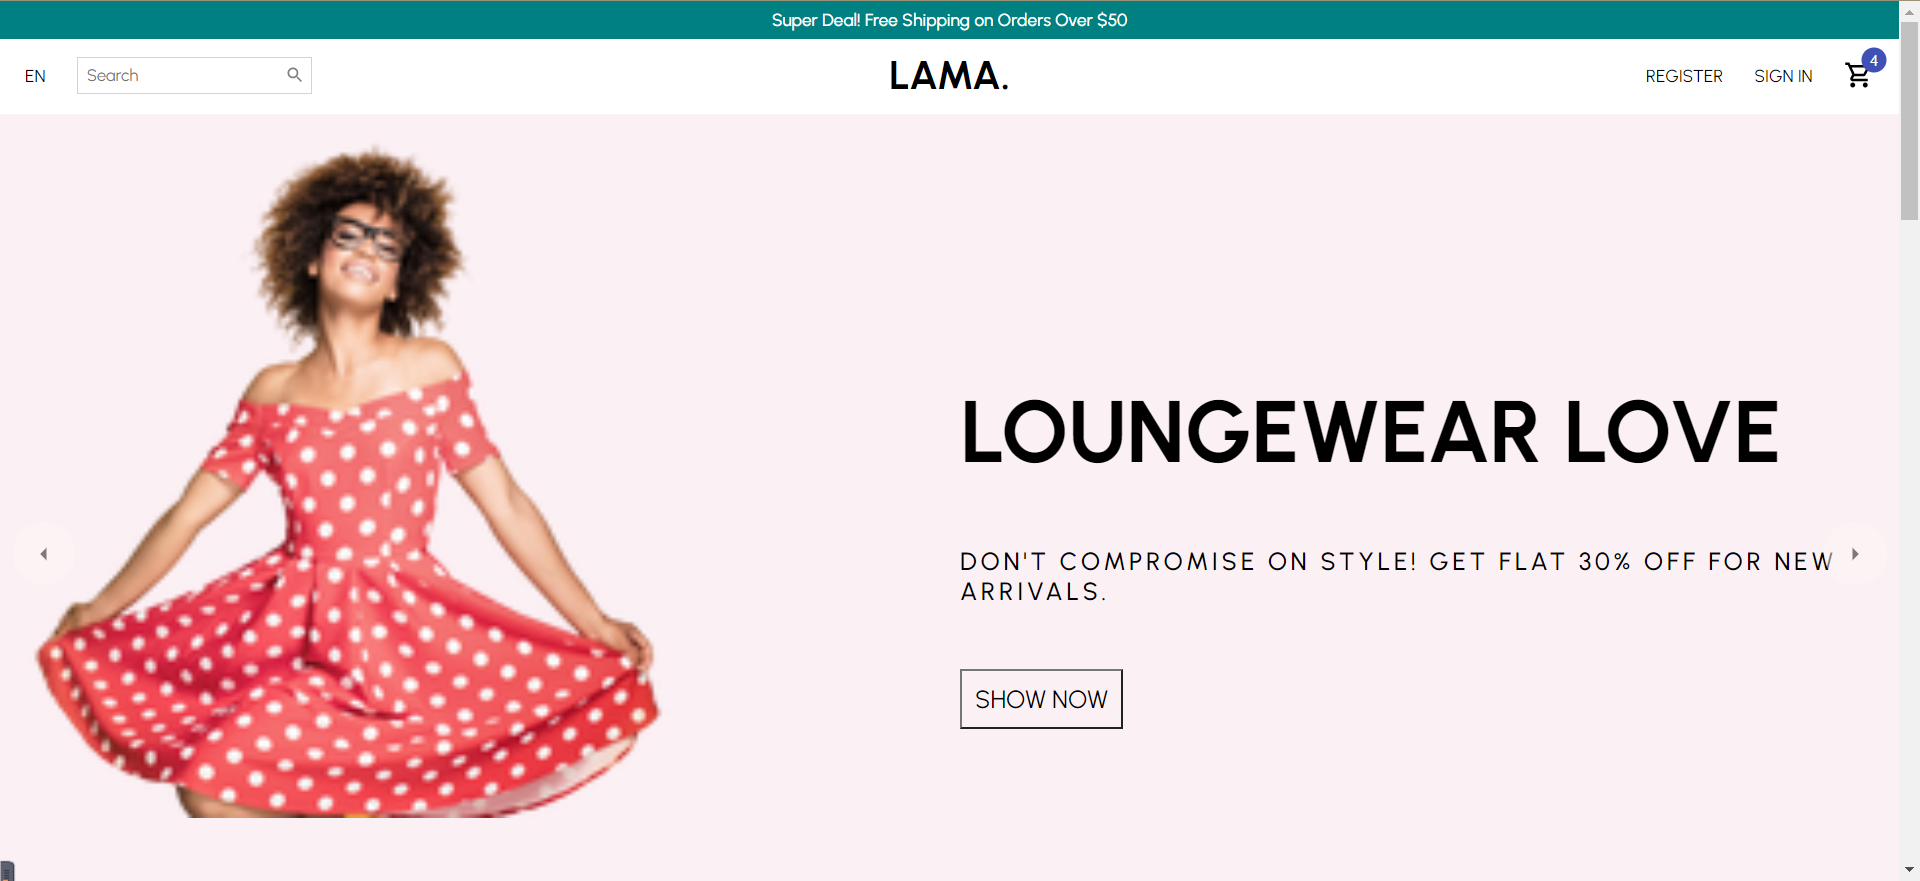 Super Deal! Free Shipping on Orders Over $50
EN
Search
LAMA.
REGISTER
SIGN IN
4
LOUNGEWEAR LOVE
DON'T COMPROMISE ON STYLE! GET FLAT 30% OFF FOR NEW
ARRIVALS.
SHOW NOW